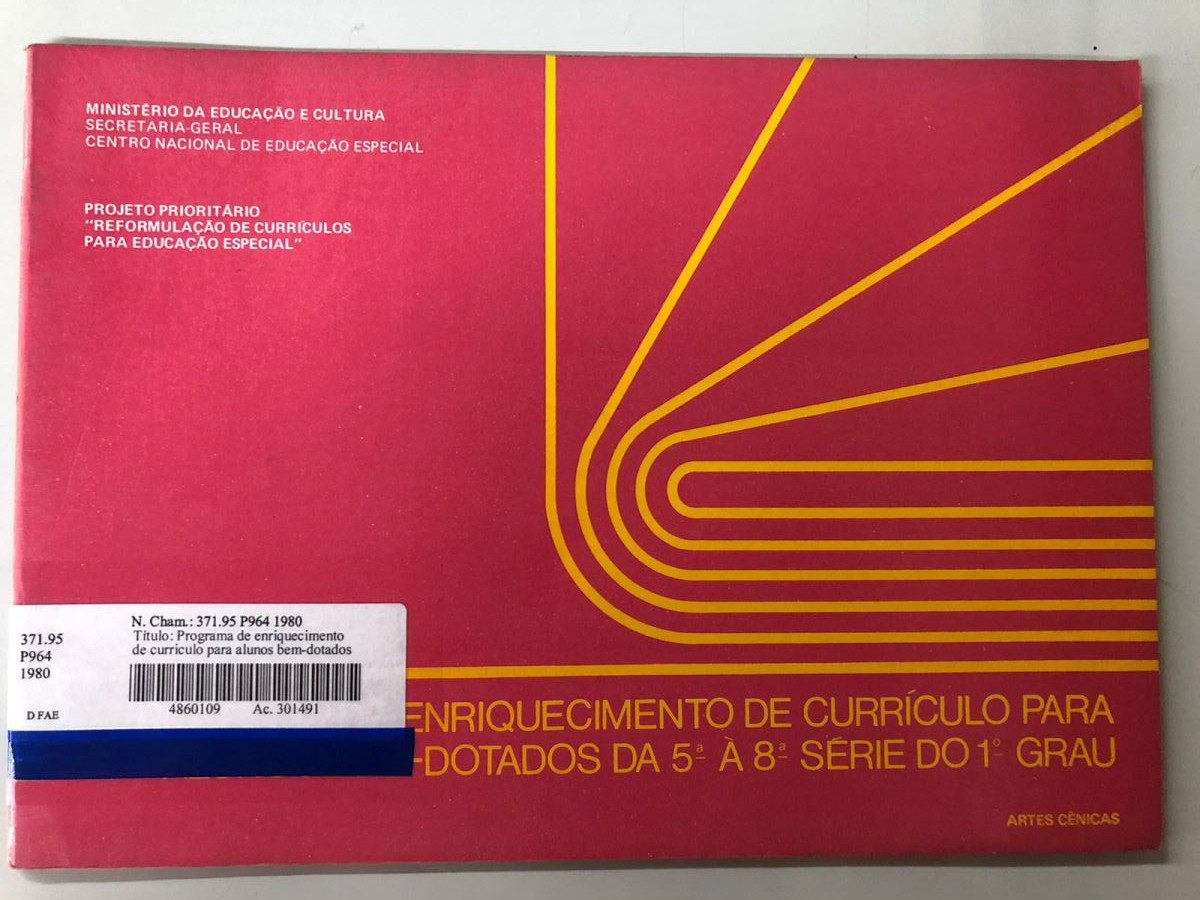 MINISTÉRIO DA EDUCAÇÃO E CULTURA
SECRETARIA-GERAL
CENTRO NACIONAL DE EDUCAÇÃO ESPECIAL
PROJETO PRIORITÁRIO
"REFORMULAÇÃO DE CURRÍCULOS
PARA EDUCAÇÃO ESPECIAL"
371.95
P964
1980
D FAE
N. Cham.: 371.95 P964 1980
Título: Programa de enriquecimento
de curriculo para alunos bem-dotados
4860109 Ac. 301491
ENRIQUECIMENTO DE CURRÍCULO PARA
-DOTADOS DA 5ª À 8ª SÉRIE DO 1º GRAU
ARTES CÊNICAS